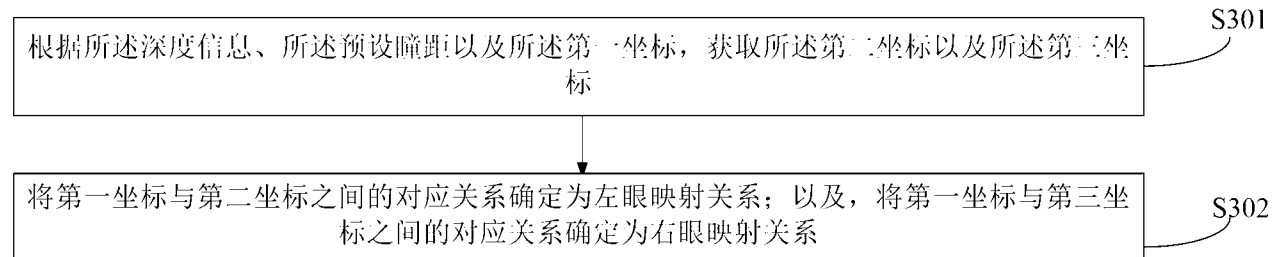 S301
根据所述深度信息、所述预设瞳距以及所述第一坐标，获取所述第二坐标以及所述第三坐
标
将第一坐标与第二坐标之间的对应关系确定为左眼映射关系；以及，将第一坐标与第三坐
标之间的对应关系确定为右眼映射关系
S302